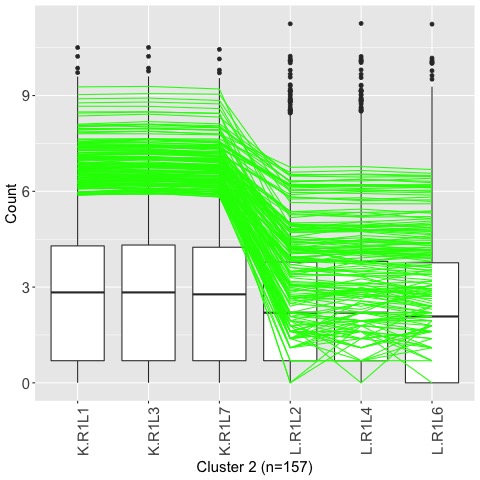 Count
9
6
3
0
K.R1L1
K.R1L3
K.R1L7
L.R1L2
L.R1L4
L.R1L6
Cluster 2 (n=157)